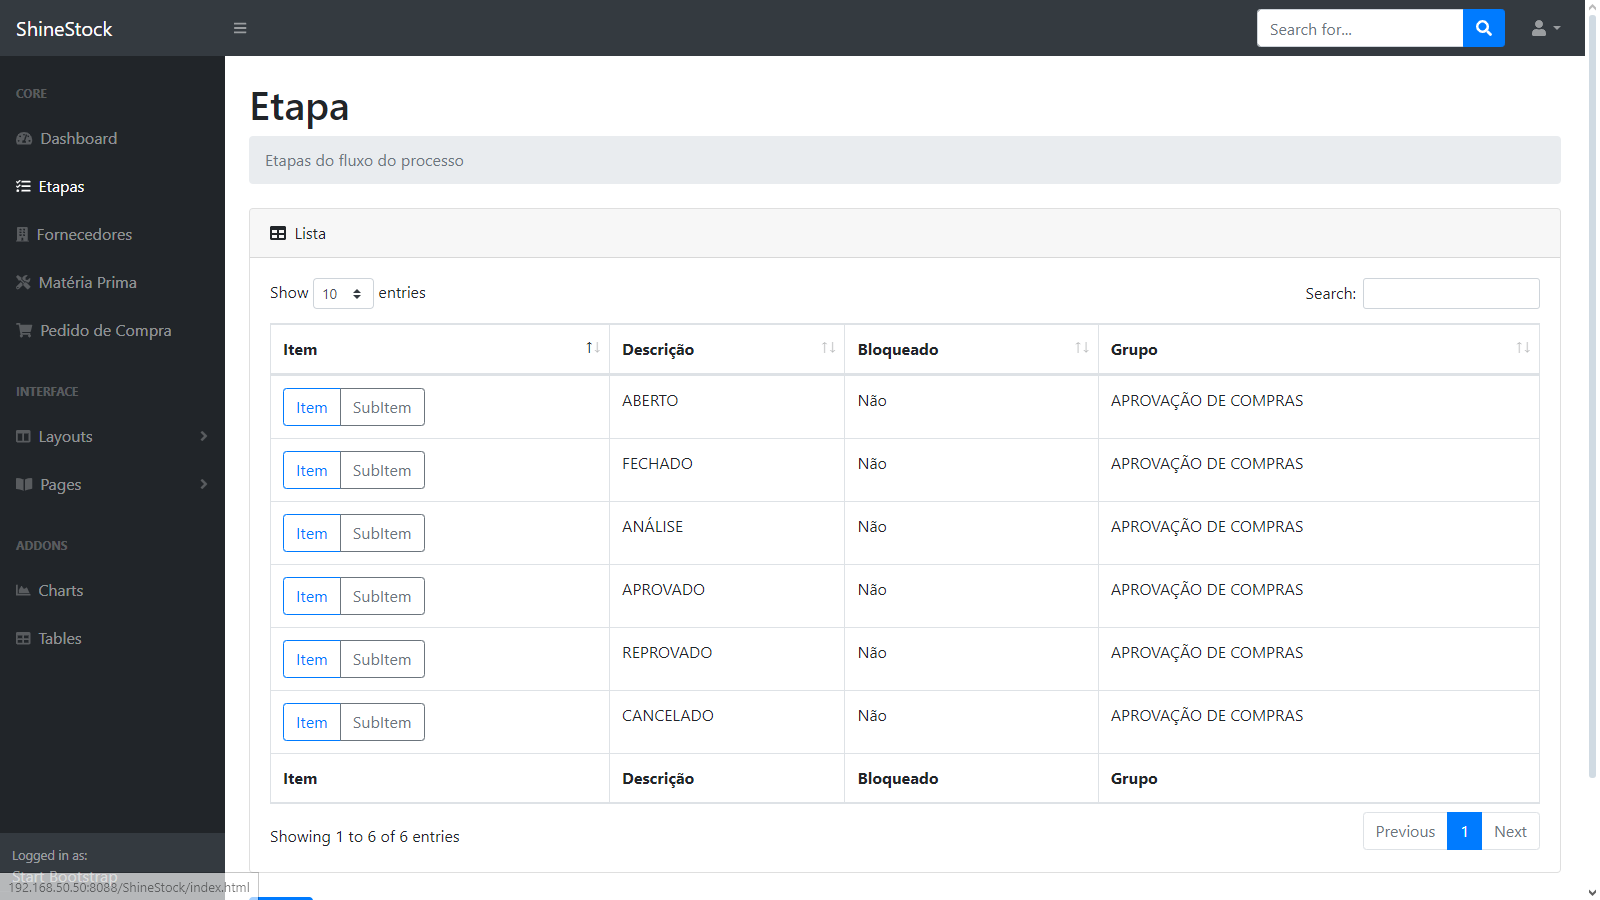 ShineStock
Search for...
CORE
Dashboard
Etapas
Fornecedores
Matéria Prima
Pedido de Compra
INTERFACE
Layouts
Pages
ADDONS
Charts
Tables
Logged in as:
Start Bootstrap
192.168.50.50:8088/ShineStock/index.html
Etapa
Etapas do fluxo do processo
Lista
Show 10 entries
Search:
Item Descrição Bloqueado Grupo
Item SubItem ABERTO Não APROVAÇÃO DE COMPRAS
Item SubItem FECHADO Não APROVAÇÃO DE COMPRAS
Item SubItem ANÁLISE Não APROVAÇÃO DE COMPRAS
Item SubItem APROVADO Não APROVAÇÃO DE COMPRAS
Item SubItem REPROVADO Não APROVAÇÃO DE COMPRAS
Item SubItem CANCELADO Não APROVAÇÃO DE COMPRAS
Item Descrição Bloqueado Grupo
Showing 1 to 6 of 6 entries
Previous 1 Next